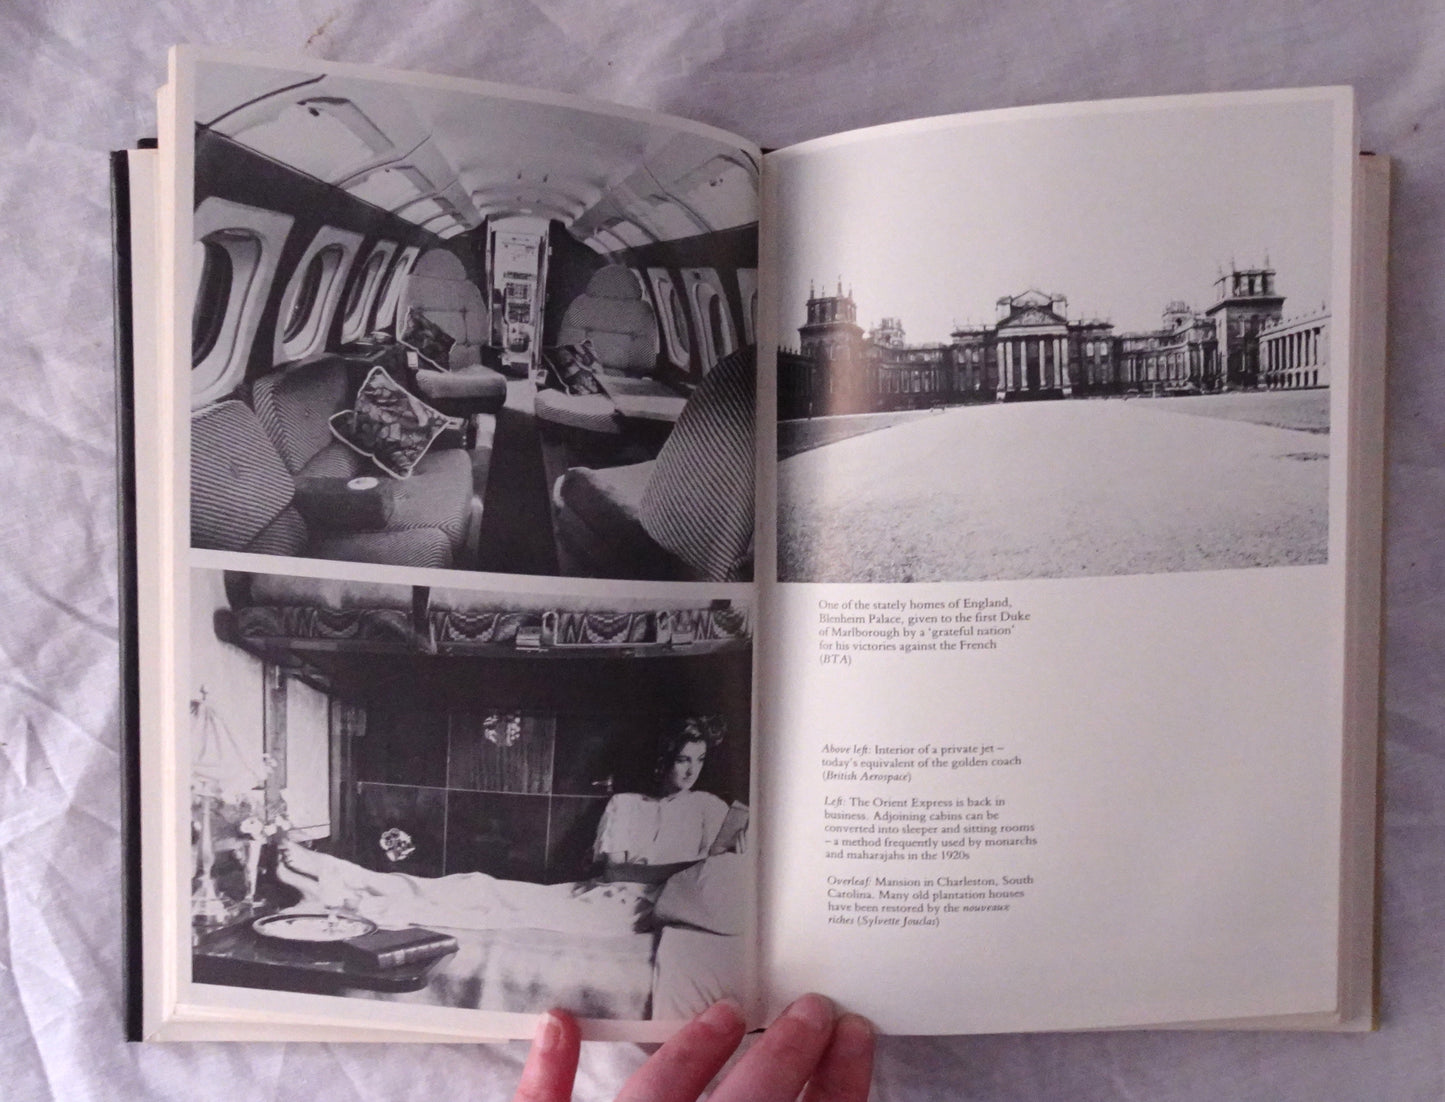 One of the stately homes of England,
Blenheim Palace, given to the first Duke
of Marlborough by a 'grateful nation'
for his victories against the French
(BTA)
Above left: Interior of a private jet –
today's equivalent of the golden coach
(British Aerospace)
Left: The Orient Express is back in
business. Adjoining cabins can be
converted into sleeper and sitting rooms
– a method frequently used by monarchs
and maharajahs in the 1920s
Overleaf: Mansion in Charleston, South
Carolina. Many old plantation houses
have been restored by the nouveaux
riches (Sylvette Jouclas)